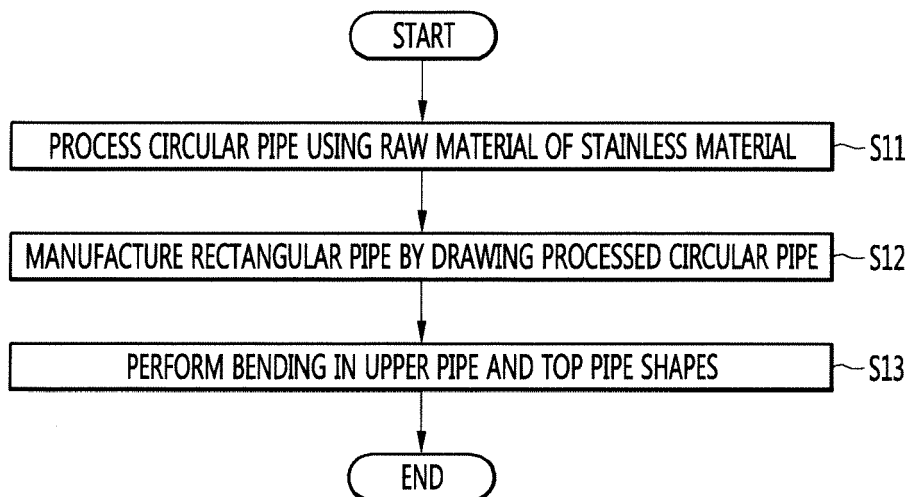 START
PROCESS CIRCULAR PIPE USING RAW MATERIAL OF STAINLESS MATERIAL
S11
MANUFACTURE RECTANGULAR PIPE BY DRAWING PROCESSED CIRCULAR PIPE
S12
PERFORM BENDING IN UPPER PIPE AND TOP PIPE SHAPES
S13
END